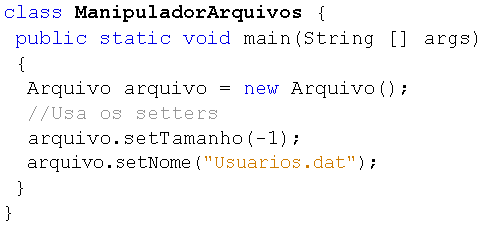 class ManipuladorArquivos {
public static void main(String [] args)
{
Arquivo arquivo = new Arquivo();
//Usa os setters
arquivo.setTamanho(-1);
arquivo.setNome("Usuarios.dat");
}
}